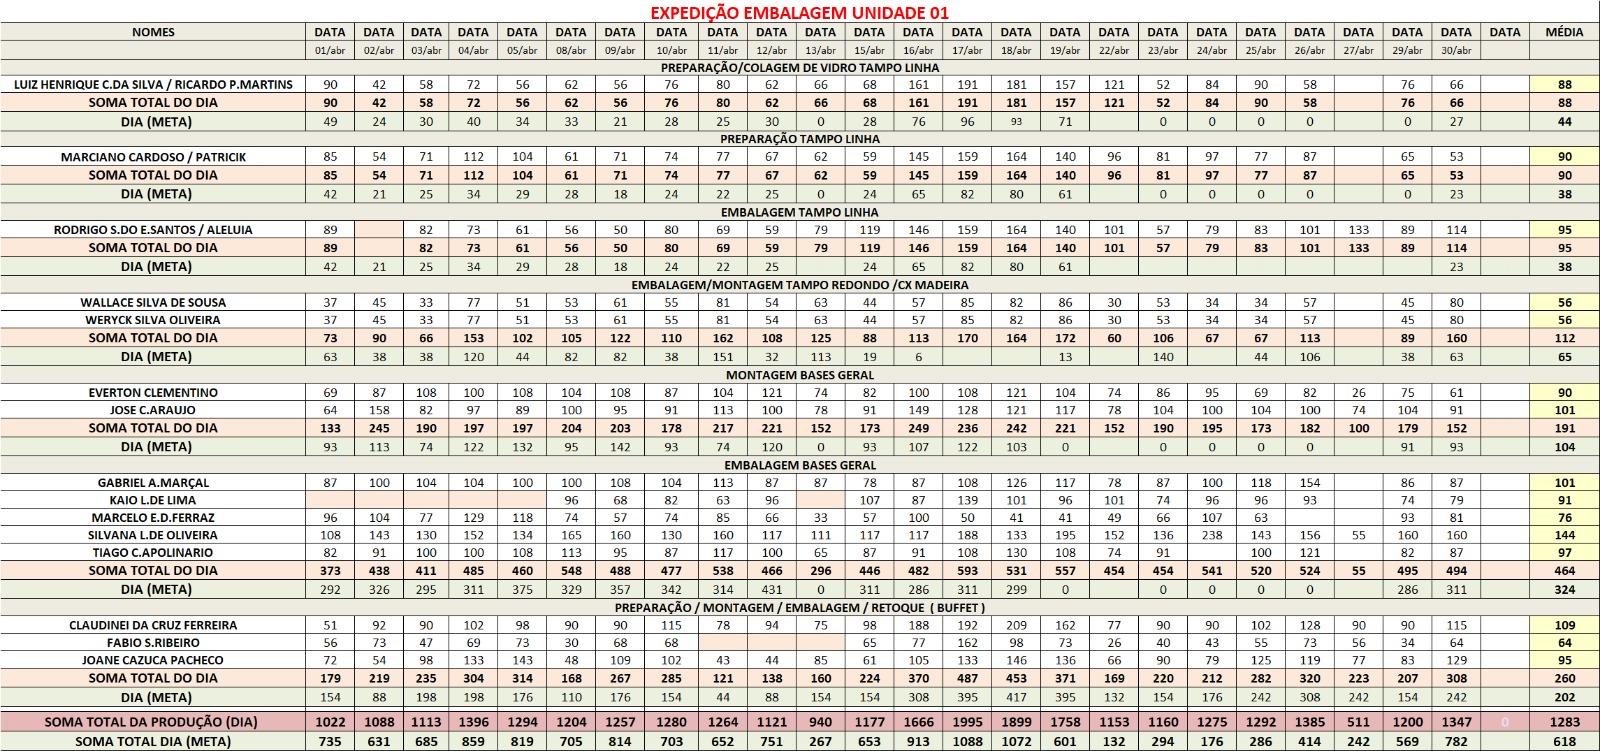 EXPEDIÇÃO EMBALAGEM UNIDADE 01
NOMES DATA DATA DATA DATA DATA DATA DATA DATA DATA DATA DATA DATA DATA DATA DATA DATA DATA DATA DATA DATA DATA DATA DATA DATA DATA MÉDIA
01/abr 02/abr 03/abr 04/abr 05/abr 08/abr 09/abr 10/abr 11/abr 12/abr 13/abr 15/abr 16/abr 17/abr 18/abr 19/abr 22/abr 23/abr 24/abr 25/abr 26/abr 27/abr 29/abr 30/abr
PREPARAÇÃO/COLAGEM DE VIDRO TAMPO LINHA
LUIZ HENRIQUE C.DA SILVA / RICARDO P.MARTINS 90 42 58 72 56 62 56 76 80 62 66 68 161 191 181 157 121 52 84 90 58 76 66 88
SOMA TOTAL DO DIA 90 42 58 72 56 62 56 76 80 62 66 68 161 191 181 157 121 52 84 90 58 76 66 88
DIA (META) 49 24 30 40 34 33 21 28 25 30 0 28 76 96 93 71 0 0 0 0 0 27 44
PREPARAÇÃO TAMPO LINHA
MARCIANO CARDOSO / PATRICIK 85 54 71 112 104 61 71 74 77 67 62 59 145 159 164 140 96 81 97 77 87 65 53 90
SOMA TOTAL DO DIA 85 54 71 112 104 61 71 74 77 67 62 59 145 159 164 140 96 81 97 77 87 65 53 90
DIA (META) 42 21 25 34 29 28 18 24 22 25 0 24 65 82 80 61 0 0 0 0 0 23 38
EMBALAGEM TAMPO LINHA
RODRIGO S.DO E.SANTOS / ALELUIA 89 82 73 61 56 50 80 69 59 79 119 146 159 164 140 101 57 79 83 101 133 89 114 95
SOMA TOTAL DO DIA 89 82 73 61 56 50 80 69 59 79 119 146 159 164 140 101 57 79 83 101 133 89 114 95
DIA (META) 42 21 25 34 29 28 18 24 22 25 24 65 82 80 61 23 38
EMBALAGEM/MONTAGEM TAMPO REDONDO /CX MADEIRA
WALLACE SILVA DE SOUSA 37 45 33 77 51 53 61 55 81 54 63 44 57 85 82 86 30 53 34 34 57 45 80 56
WERYCK SILVA OLIVEIRA 37 45 33 77 51 53 61 55 81 54 63 44 57 85 82 86 30 53 34 34 57 45 80 56
SOMA TOTAL DO DIA 73 90 66 153 102 105 122 110 162 108 125 88 113 170 164 172 60 106 67 67 113 89 160 112
DIA (META) 63 38 38 120 44 82 82 38 151 32 113 19 6 13 140 44 106 38 63 65
MONTAGEM BASES GERAL
EVERTON CLEMENTINO 69 87 108 100 108 104 108 87 104 121 74 82 100 108 121 104 74 86 95 69 82 26 75 61 90
JOSE C.ARAUJO 64 158 82 97 89 100 95 91 113 100 78 91 149 128 121 117 78 104 100 104 100 74 104 91 101
SOMA TOTAL DO DIA 133 245 190 197 197 204 203 178 217 221 152 173 249 236 242 221 152 190 195 173 182 100 179 152 191
DIA (META) 93 113 74 122 132 95 142 93 74 120 0 93 107 122 103 0 0 0 0 0 91 93 104
EMBALAGEM BASES GERAL
GABRIEL A.MARÇAL 87 100 104 104 100 100 108 104 113 87 87 78 87 108 126 117 78 87 100 118 154 86 87 101
KAIO L.DE LIMA 96 68 82 63 96 107 87 139 101 96 101 74 96 96 93 74 79 91
MARCELO E.D.FERRAZ 96 104 77 129 118 74 57 74 85 66 33 57 100 50 41 41 49 66 107 63 93 81 76
SILVANA L.DE OLIVEIRA 108 143 130 152 134 165 160 130 160 117 111 117 117 188 133 195 152 136 238 143 156 55 160 160 144
TIAGO C.APOLINARIO 82 91 100 100 108 113 95 87 117 100 65 87 91 108 130 108 74 91 100 121 82 87 97
SOMA TOTAL DO DIA 373 438 411 485 460 548 488 477 538 466 296 446 482 593 531 557 454 454 541 520 524 55 495 494 464
DIA (META) 292 326 295 311 375 329 357 342 314 431 0 311 286 311 299 0 0 0 0 0 286 311 324
PREPARAÇÃO / MONTAGEM / EMBALAGEM / RETOQUE ( BUFFET )
CLAUDINEI DA CRUZ FERREIRA 51 92 90 102 98 90 90 115 78 94 75 98 188 192 209 162 77 90 90 102 128 90 90 115 109
FABIO S.RIBEIRO 56 73 47 69 73 30 68 68 65 77 162 98 73 26 40 43 55 73 56 34 64 64
JOANE CAZUCA PACHECO 72 54 98 133 143 48 109 102 43 44 85 61 105 133 146 136 66 90 79 125 119 77 83 129 95
SOMA TOTAL DO DIA 179 219 235 304 314 168 267 285 121 138 160 224 370 487 453 371 169 220 212 282 320 223 207 308 260
DIA (META) 154 88 198 198 176 110 176 154 44 88 154 154 308 395 417 395 132 154 176 242 308 242 154 242 202
SOMA TOTAL DA PRODUÇÃO (DIA) 1022 1088 1113 1396 1294 1204 1257 1280 1264 1121 940 1177 1666 1995 1899 1758 1153 1160 1275 1292 1385 511 1200 1347 0 1283
SOMA TOTAL DIA (META) 735 631 685 859 819 705 814 703 652 751 267 653 913 1088 1072 601 132 294 176 286 414 242 569 782 618